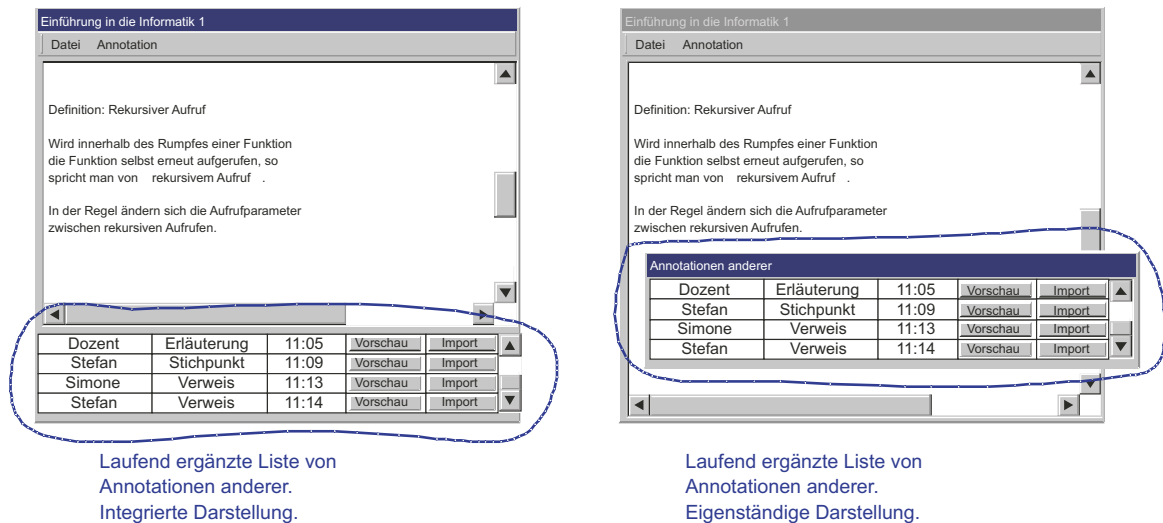 Einführung in die Informatik 1
Datei Annotation
Definition: Rekursiver Aufruf
Wird innerhalb des Rumpfes einer Funktion
die Funktion selbst erneut aufgerufen, so
spricht man von rekursivem Aufruf .
In der Regel ändern sich die Aufrufparameter
zwischen rekursiven Aufrufen.
Dozent Erläuterung 11:05 Vorschau Import
Stefan Stichpunkt 11:09 Vorschau Import
Simone Verweis 11:13 Vorschau Import
Stefan Verweis 11:14 Vorschau Import
Laufend ergänzte Liste von
Annotationen anderer.
Integrierte Darstellung.
Einführung in die Informatik 1
Datei Annotation
Definition: Rekursiver Aufruf
Wird innerhalb des Rumpfes einer Funktion
die Funktion selbst erneut aufgerufen, so
spricht man von rekursivem Aufruf .
In der Regel ändern sich die Aufrufparameter
zwischen rekursiven Aufrufen.
Annotationen anderer
Dozent Erläuterung 11:05 Vorschau Import
Stefan Stichpunkt 11:09 Vorschau Import
Simone Verweis 11:13 Vorschau Import
Stefan Verweis 11:14 Vorschau Import
Laufend ergänzte Liste von
Annotationen anderer.
Eigenständige Darstellung.